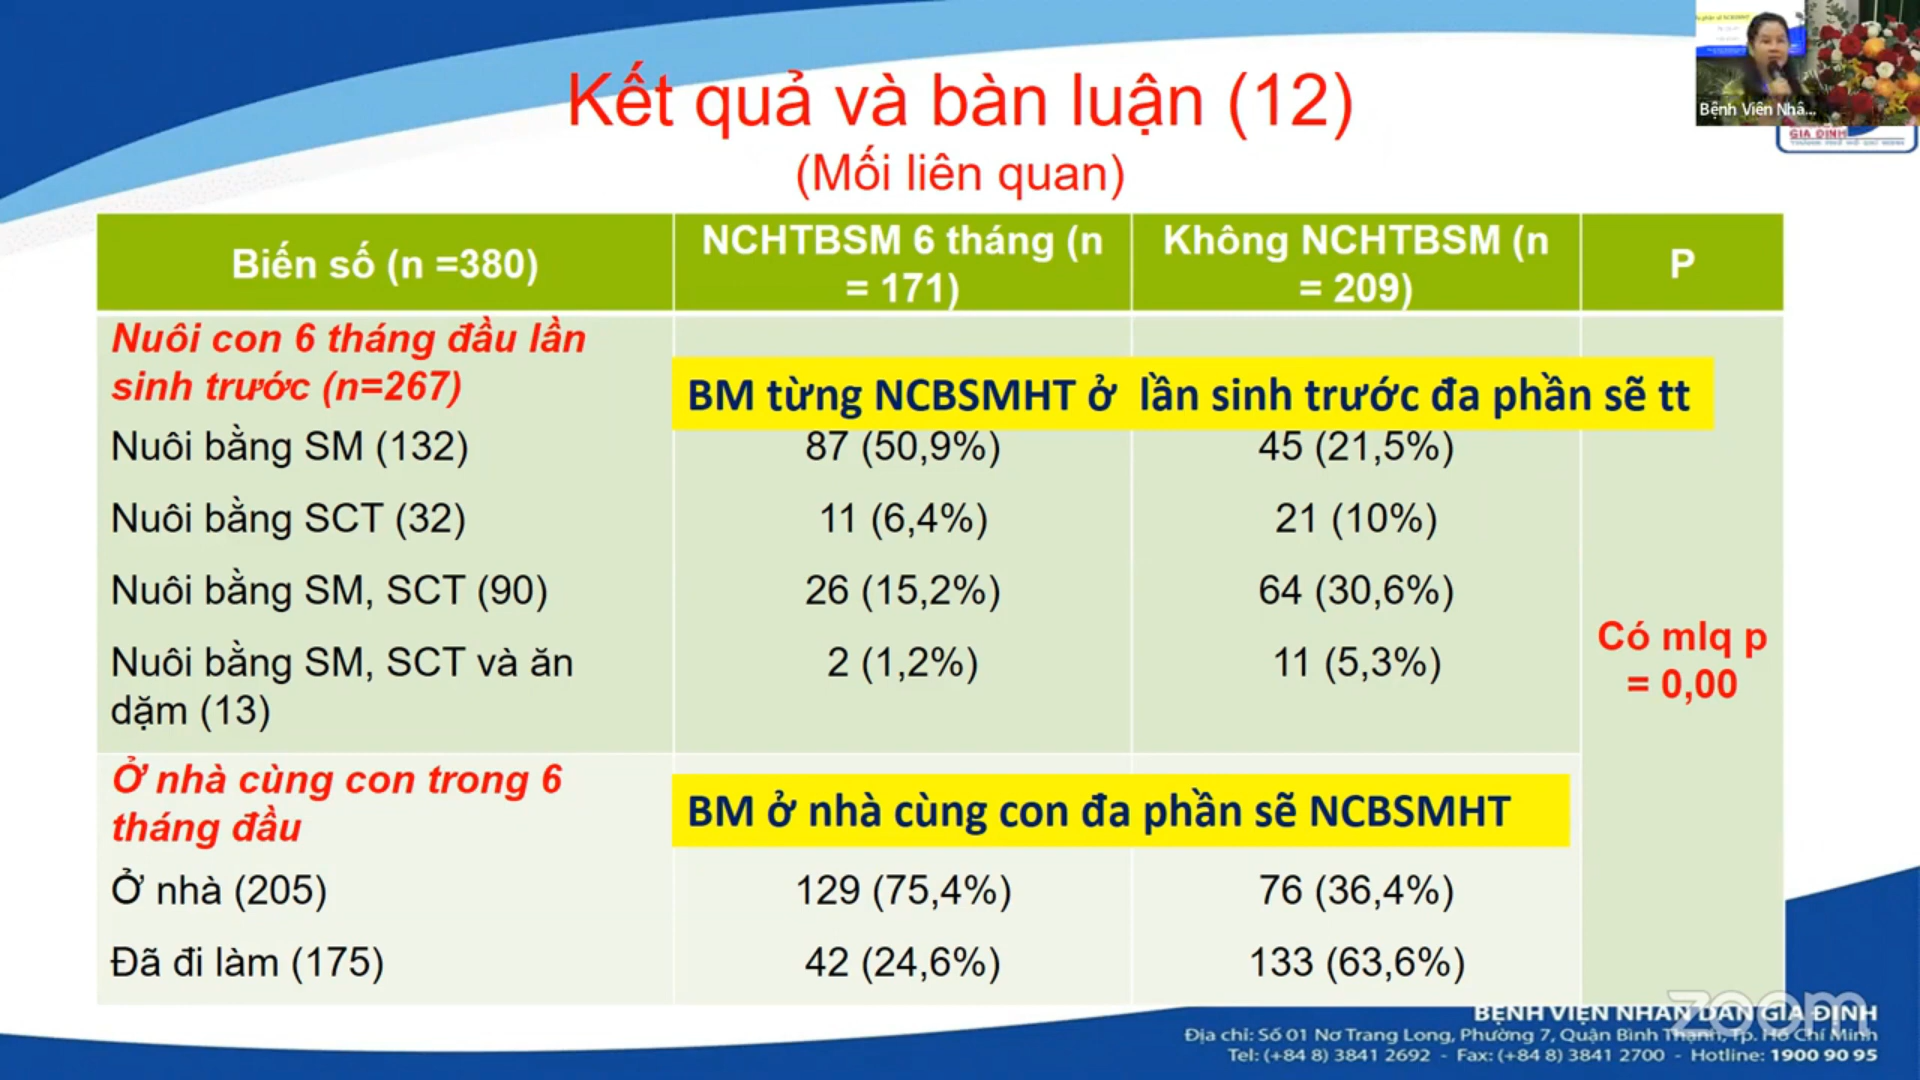 Bệnh Viện Nhâ...
GIA ĐỊNH
Kết quả và bàn luận (12)
(Mối liên quan)
Biến số (n =380)
NCHTBSM 6 tháng (n
= 171)
Không NCHTBSM (n
= 209)
P
Nuôi con 6 tháng đầu lần
sinh trước (n=267)
BM từng NCBSMHT ở lần sinh trước đa phần sẽ tt
Nuôi bằng SM (132) 87 (50,9%) 45 (21,5%)
Nuôi bằng SCT (32) 11 (6,4%) 21 (10%)
Nuôi bằng SM, SCT (90) 26 (15,2%) 64 (30,6%)
Nuôi bằng SM, SCT và ăn
dặm (13)
2 (1,2%) 11 (5,3%)
Có mlq p
= 0,00
Ở nhà cùng con trong 6
tháng đầu
BM ở nhà cùng con đa phần sẽ NCBSMHT
Ở nhà (205) 129 (75,4%) 76 (36,4%)
Đã đi làm (175) 42 (24,6%) 133 (63,6%)
zoom
BỆNH VIỆN NHÂN DÂN GIA ĐỊNH
Địa chỉ: Số 01 Nơ Trang Long, Phường 7, Quận Bình Thạnh, Tp. Hồ Chí Minh
Tel: (+84 8) 3841 2692 - Fax: (+84 8) 3841 2700 - Hotline: 1900 90 95